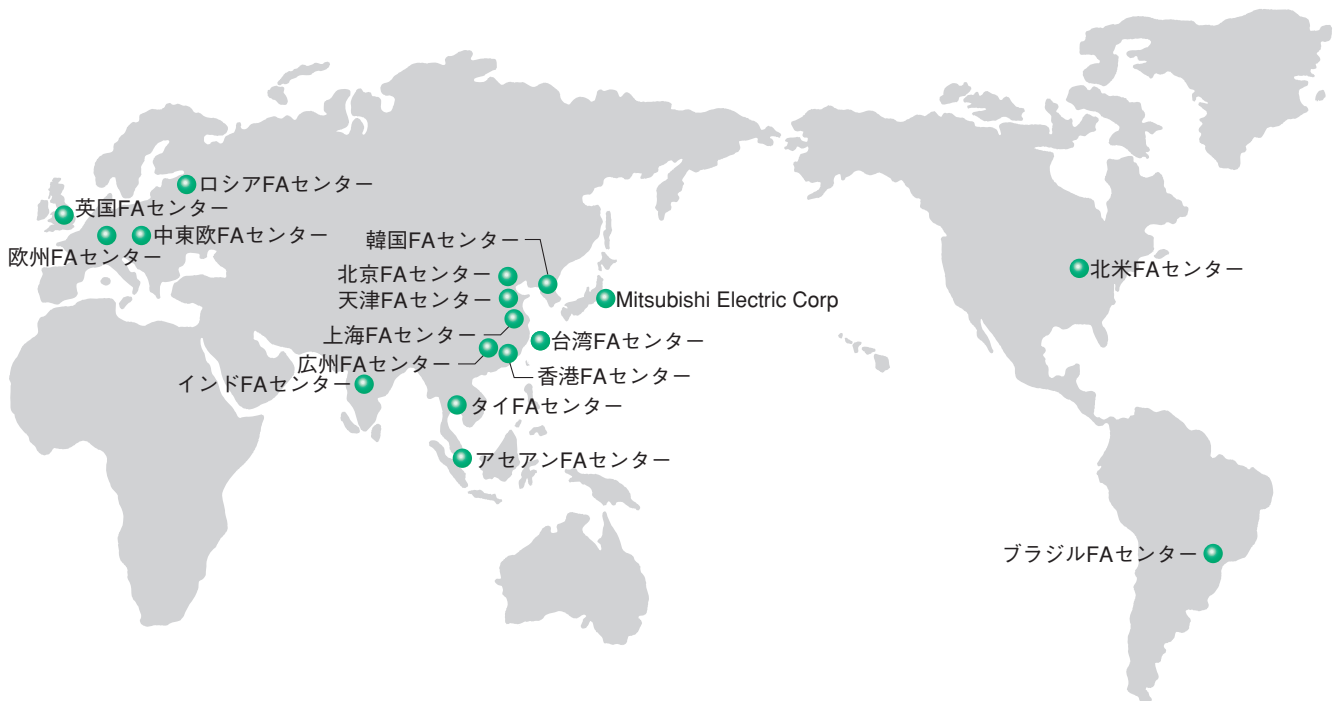 ロシアFAセンター
英国FAセンター
中東欧FAセンター
欧州FAセンター
韓国FAセンター
北京FAセンター
天津FAセンター
Mitsubishi Electric Corp
上海FAセンター
台湾FAセンター
広州FAセンター
香港FAセンター
インドFAセンター
タイFAセンター
アセアンFAセンター
北米FAセンター
ブラジルFAセンター